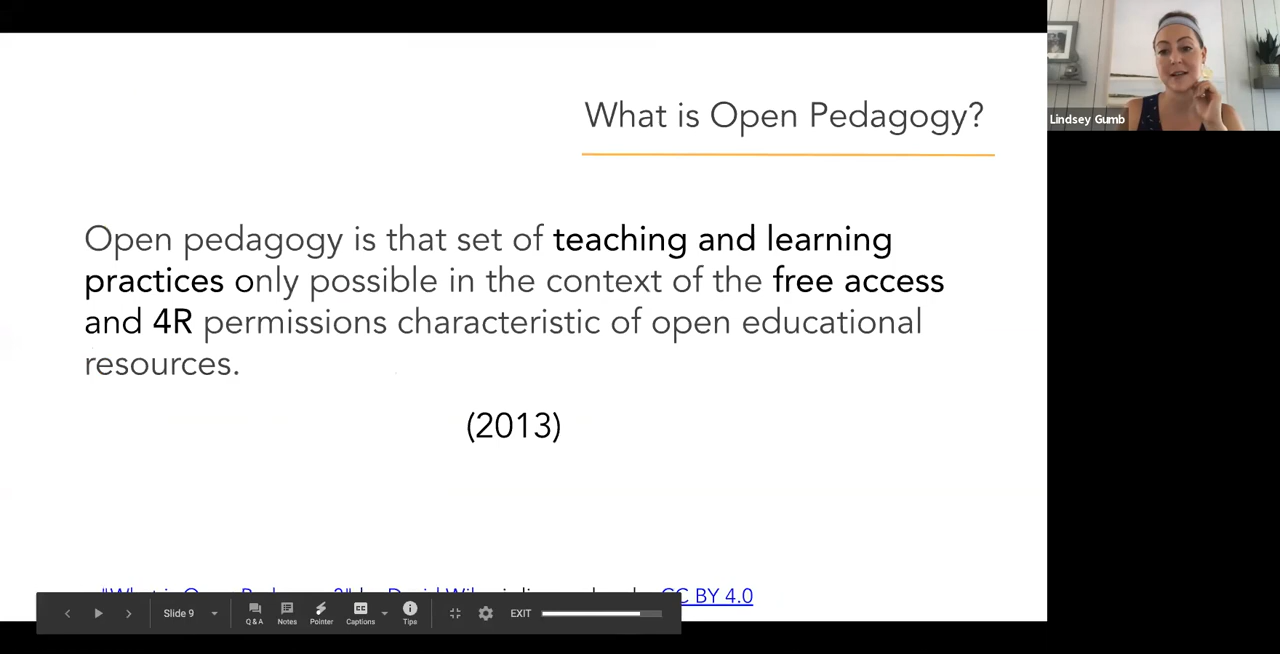 What is Open Pedagogy?
Lindsey Gumb
Open pedagogy is that set of teaching and learning
practices only possible in the context of the free access
and 4R permissions characteristic of open educational
resources.
(2013)
CC BY 4.0
Slide 9
Q & A
Notes
Pointer
Captions
Tips
EXIT